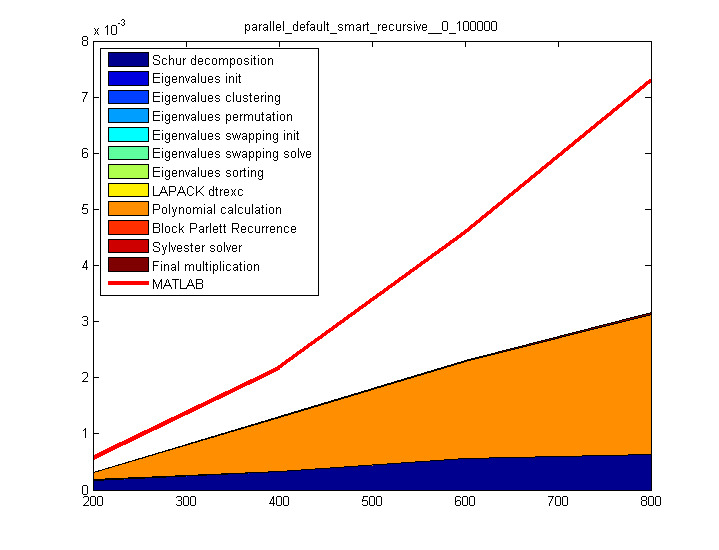 parallel_default_smart_recursive__0_100000
x 10^-3
8
7
6
5
4
3
2
1
0
Schur decomposition
Eigenvalues init
Eigenvalues clustering
Eigenvalues permutation
Eigenvalues swapping init
Eigenvalues swapping solve
Eigenvalues sorting
LAPACK dtrexc
Polynomial calculation
Block Parlett Recurrence
Sylvester solver
Final multiplication
MATLAB
200 300 400 500 600 700 800